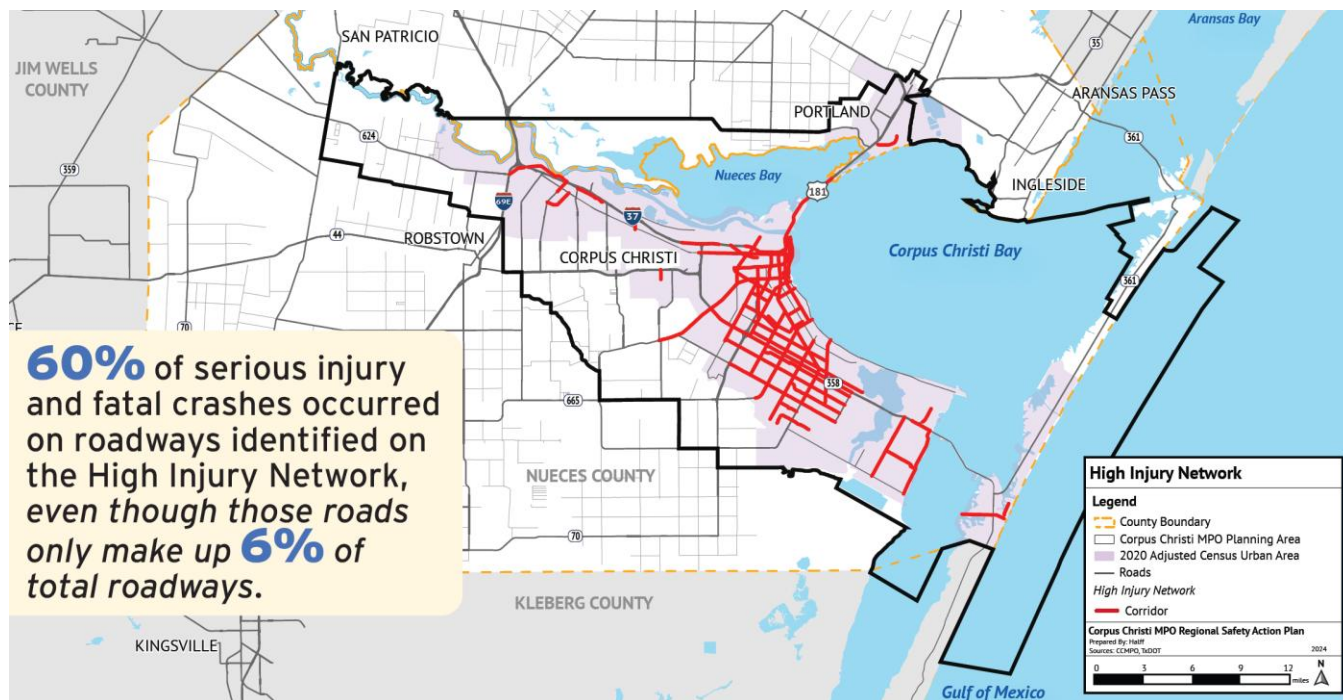 Aransas Bay
SAN PATRICIO
35
JIM WELLS
COUNTY
ARANSAS PASS
PORTLAND
624
361
359
Nueces Bay
181
INGLESIDE
69E
37
44
ROBSTOWN
CORPUS CHRISTI
Corpus Christi Bay
361
70
60% of serious injury
and fatal crashes occurred
on roadways identified on
the High Injury Network,
even though those roads
only make up 6% of
total roadways.
358
665
NUECES COUNTY
70
KLEBERG COUNTY
KINGSVILLE
Gulf of Mexico
High Injury Network
Legend
County Boundary
Corpus Christi MPO Planning Area
2020 Adjusted Census Urban Area
Roads
High Injury Network
Corridor
Corpus Christi MPO Regional Safety Action Plan
Prepared By: Halff
Sources: CCMPO, TxDOT
2024
0 3 6 9 12
miles
N